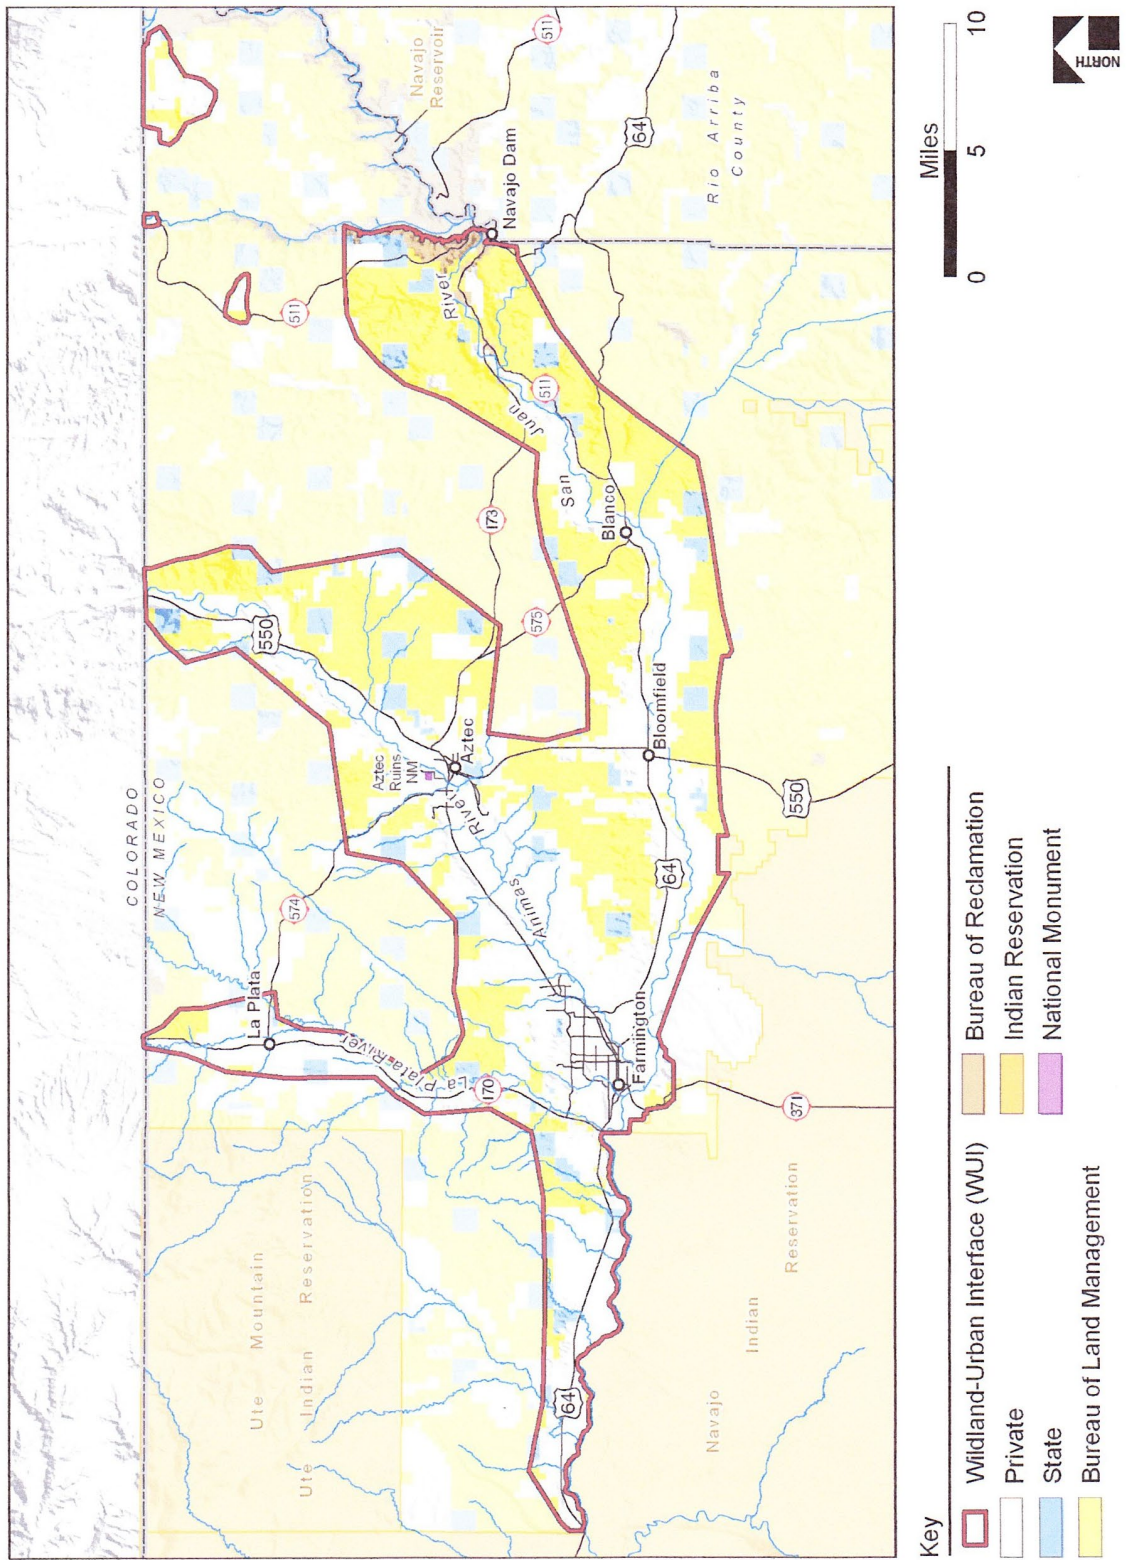 COLORADO
NEW MEXICO
Ute Mountain
Ute Indian Reservation
La Plata
574
La Plata River
170
550
Aztec
Ruins
NM
Aztec
River
Animas
173
575
511
511
511
Navajo
Reservoir
Navajo Dam
River
Juan
San
Blanco
Bloomfield
64
64
64
Farmington
550
371
Rio Arriba
County
Navajo
Indian
Reservation
Key
Wildland-Urban Interface (WUI)
Private
State
Bureau of Land Management
Bureau of Reclamation
Indian Reservation
National Monument
Miles
0 5 10
NORTH